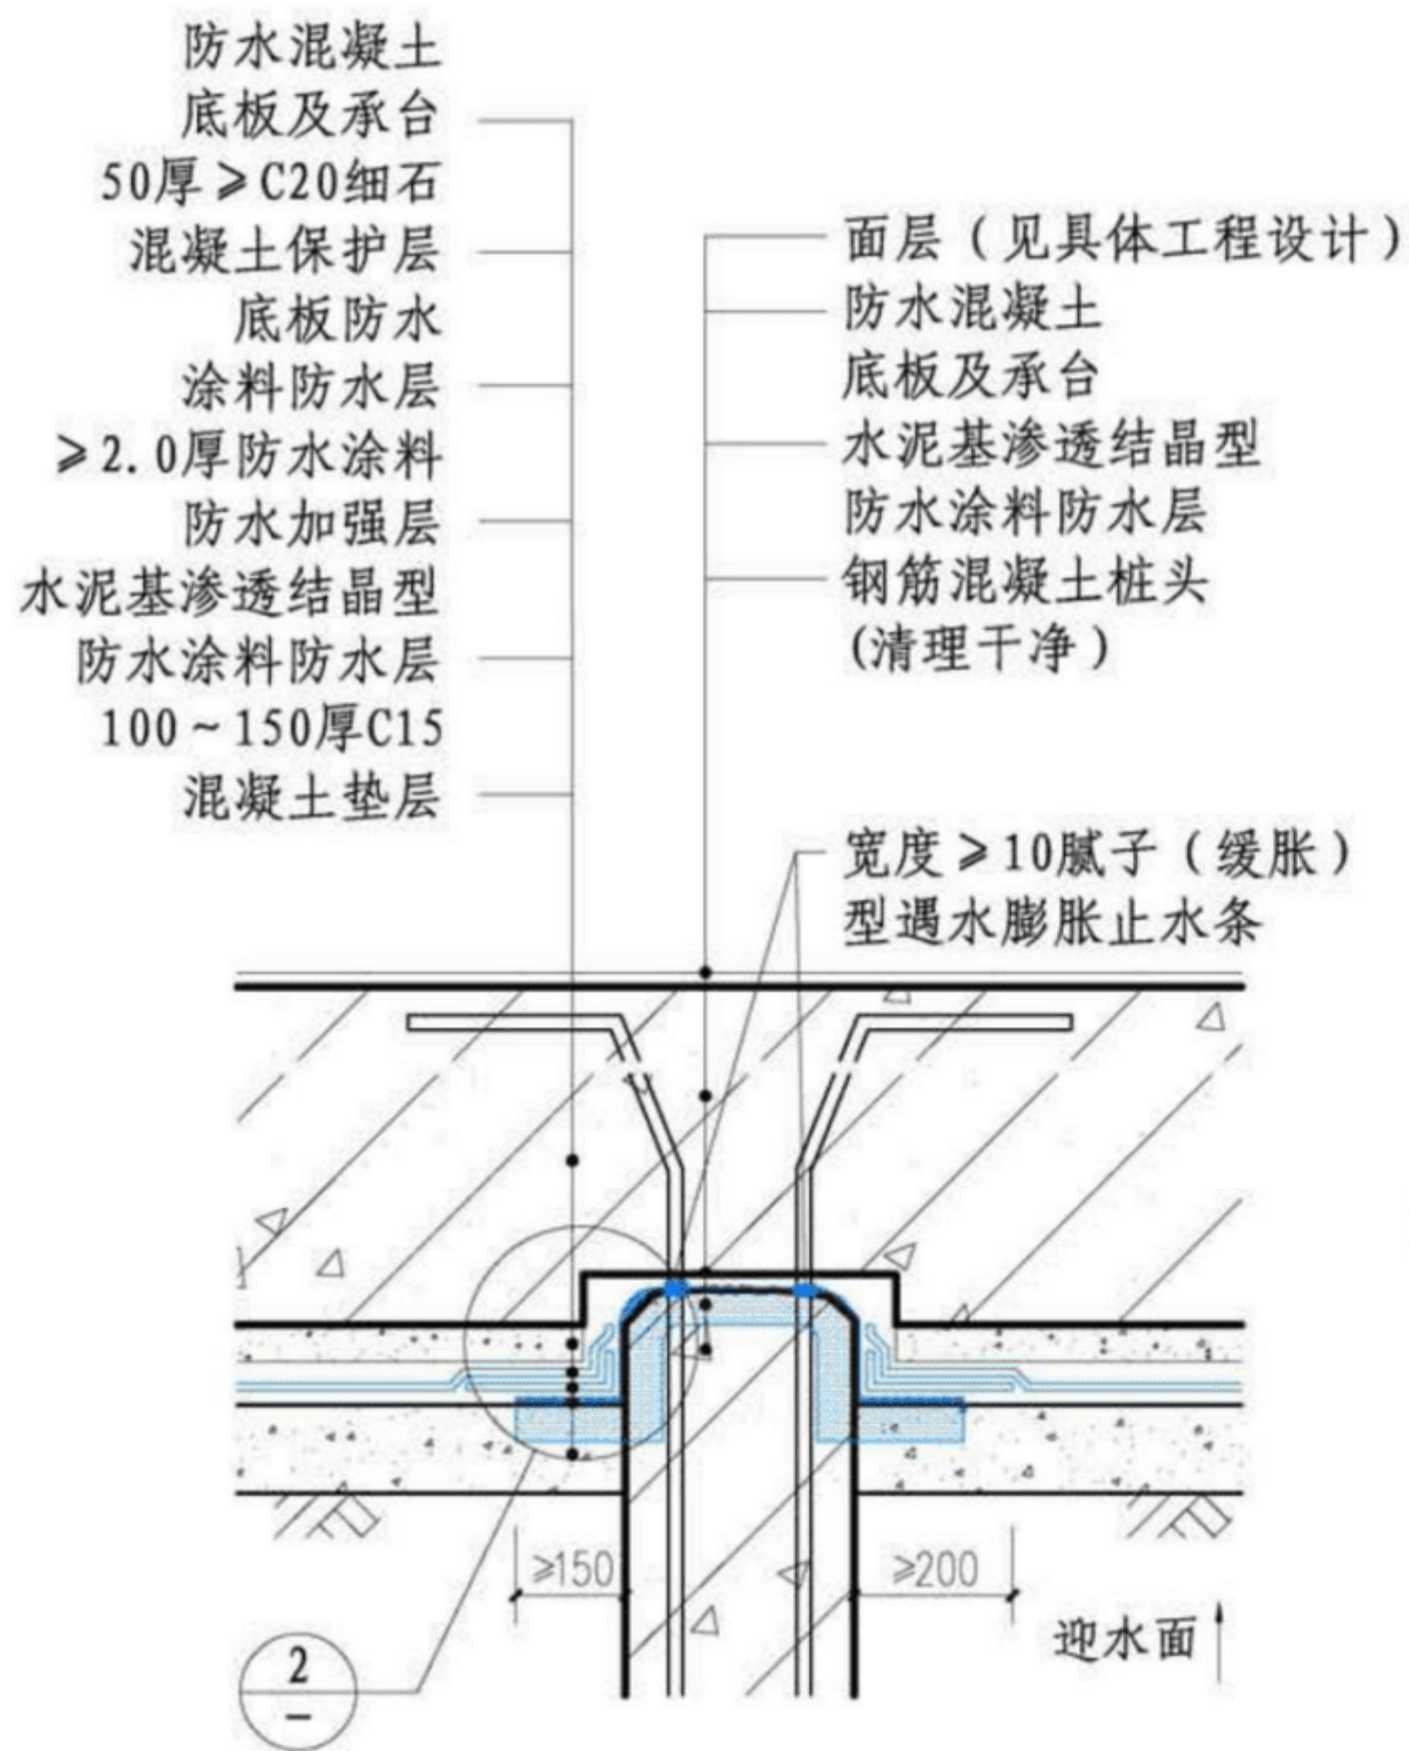 防水混凝土
底板及承台
50厚≥C20细石
混凝土保护层
底板防水
涂料防水层
≥2.0厚防水涂料
防水加强层
水泥基渗透结晶型
防水涂料防水层
100~150厚C15
混凝土垫层
面层(见具体工程设计)
防水混凝土
底板及承台
水泥基渗透结晶型
防水涂料防水层
钢筋混凝土桩头
(清理干净)
宽度≥10腻子(缓胀)
型遇水膨胀止水条
≥150
≥200
迎水面
2
–